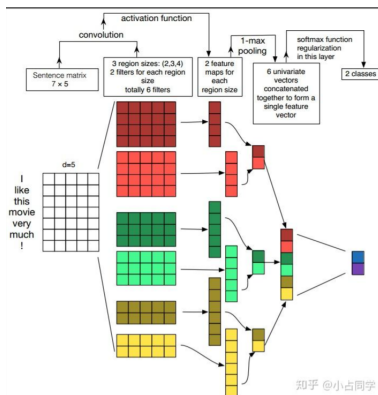 activation function
convolution
1-max
pooling
softmax function
regularization
in this layer
Sentence matrix
7 × 5
3 region sizes: (2,3,4)
2 filters for each region
size
totally 6 filters
2 feature
maps for
each
region size
6 univariate
vectors
concatenated
together to form a
single feature
vector
2 classes
d=5
I
like
this
movie
very
much
!
知乎 @小占同学